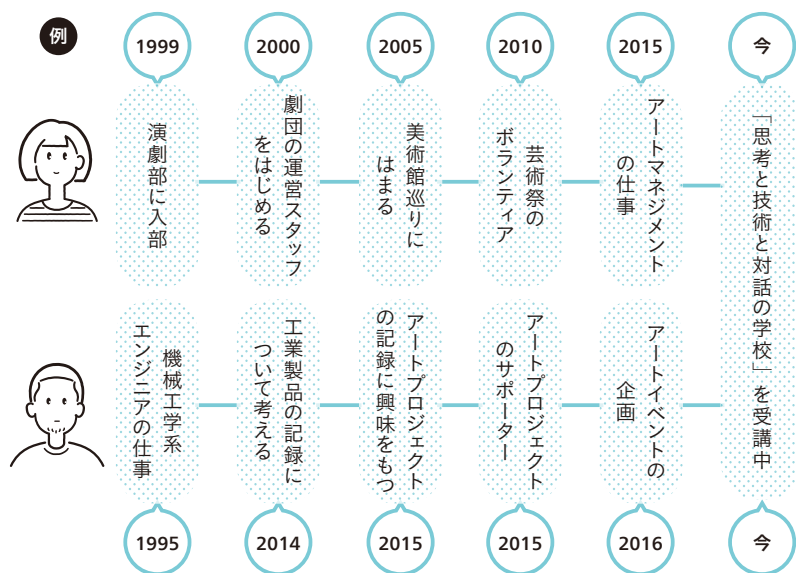 例
1999
2000
2005
2010
2015
今
演劇部に入部
劇団の運営スタッフ
をはじめる
美術館巡りに
はまる
芸術祭の
ボランティア
アートマネジメント
の仕事
「思考と技術と対話の学校」を受講中
機械工学系
エンジニアの仕事
工業製品の記録に
ついて考える
アートプロジェクト
の記録に興味をもつ
アートプロジェクト
のサポーター
アートイベントの
企画
1995
2014
2015
2015
2016
今